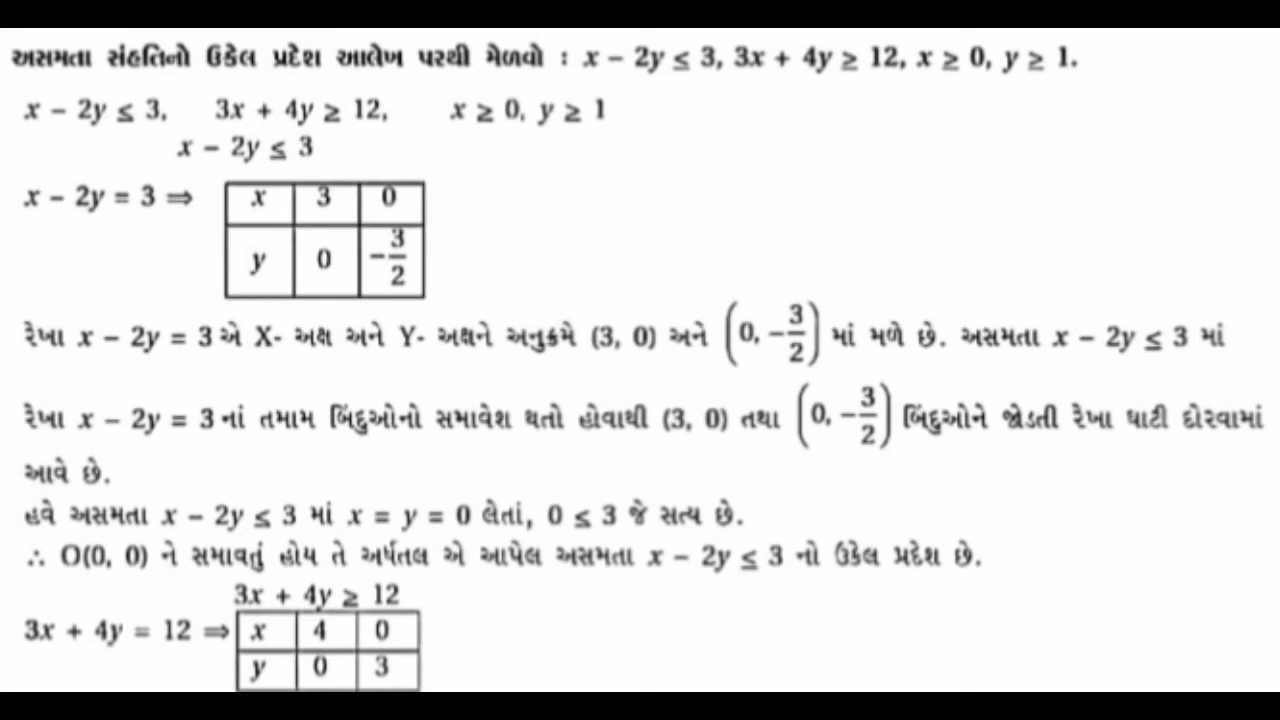 અસમતા સંહતિનો ઉકેલ પ્રદેશ આલેખ પરથી મેળવો : x − 2y ≤ 3, 3x + 4y ≥ 12, x ≥ 0, y ≥ 1.
x − 2y ≤ 3, 3x + 4y ≥ 12, x ≥ 0, y ≥ 1
x − 2y ≤ 3
x − 2y = 3 ⇒ x 3 0
y 0 −3/2
રેખા x − 2y = 3 એ X- અક્ષ અને Y- અક્ષને અનુક્રમે (3, 0) અને (0, −3/2) માં મળે છે. અસમતા x − 2y ≤ 3 માં
રેખા x − 2y = 3 નાં તમામ બિંદુઓનો સમાવેશ થતો હોવાથી (3, 0) તથા (0, −3/2) બિંદુઓને જોડતી રેખા ઘાટી દોરવામાં
આવે છે.
હવે અસમતા x − 2y ≤ 3 માં x = y = 0 લેતાં, 0 ≤ 3 જે સત્ય છે.
∴ O(0, 0) ને સમાવતું હોય તે અર્ધતલ એ આપેલ અસમતા x − 2y ≤ 3 નો ઉકેલ પ્રદેશ છે.
3x + 4y ≥ 12
3x + 4y = 12 ⇒ x 4 0
y 0 3